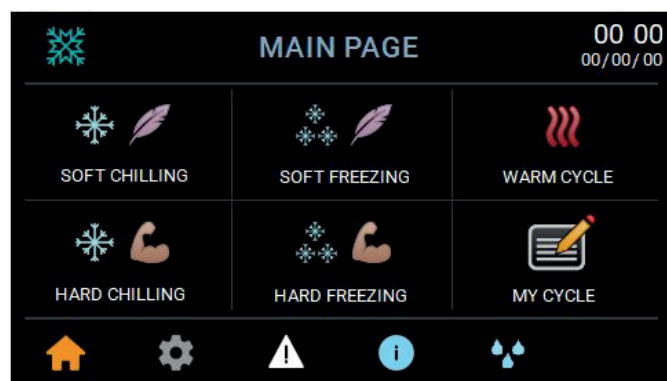 MAIN PAGE
00 00
00/00/00
SOFT CHILLING
SOFT FREEZING
WARM CYCLE
HARD CHILLING
HARD FREEZING
MY CYCLE